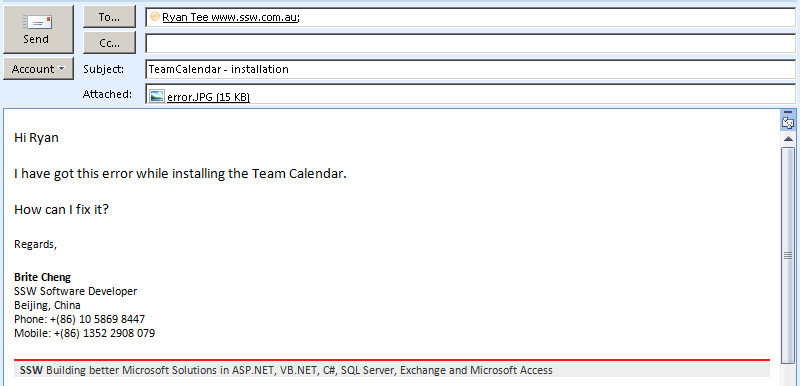 Send
To...
Ryan Tee www.ssw.com.au;
Cc...
Account
Subject:
TeamCalendar - installation
Attached:
error.JPG (15 KB)
Hi Ryan
I have got this error while installing the Team Calendar.
How can I fix it?
Regards,
Brite Cheng
SSW Software Developer
Beijing, China
Phone: +(86) 10 5869 8447
Mobile: +(86) 1352 2908 079
SSW Building better Microsoft Solutions in ASP.NET, VB.NET, C#, SQL Server, Exchange and Microsoft Access